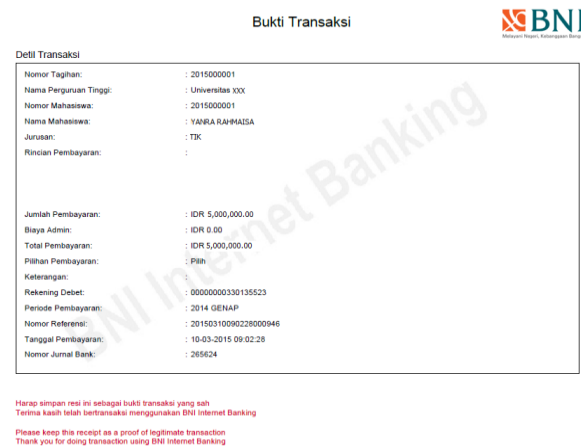 Bukti Transaksi
BNI
Melayani Negeri, Kebanggaan Bangsa
Detil Transaksi
Nomor Tagihan: : 2015000001
Nama Perguruan Tinggi: : Universitas XXX
Nomor Mahasiswa: : 2015000001
Nama Mahasiswa: : YANRA RAHMAISA
Jurusan: : TIK
Rincian Pembayaran: :
Jumlah Pembayaran: : IDR 5,000,000.00
Biaya Admin: : IDR 0.00
Total Pembayaran: : IDR 5,000,000.00
Pilihan Pembayaran: : Pilih
Keterangan: :
Rekening Debet: : 00000000330135523
Periode Pembayaran: : 2014 GENAP
Nomor Referensi: : 20150310090228000946
Tanggal Pembayaran: : 10-03-2015 09:02:28
Nomor Jurnal Bank: : 265624
BNI Internet Banking
Harap simpan resi ini sebagai bukti transaksi yang sah
Terima kasih telah bertransaksi menggunakan BNI Internet Banking
Please keep this receipt as a proof of legitimate transaction
Thank you for doing transaction using BNI Internet Banking